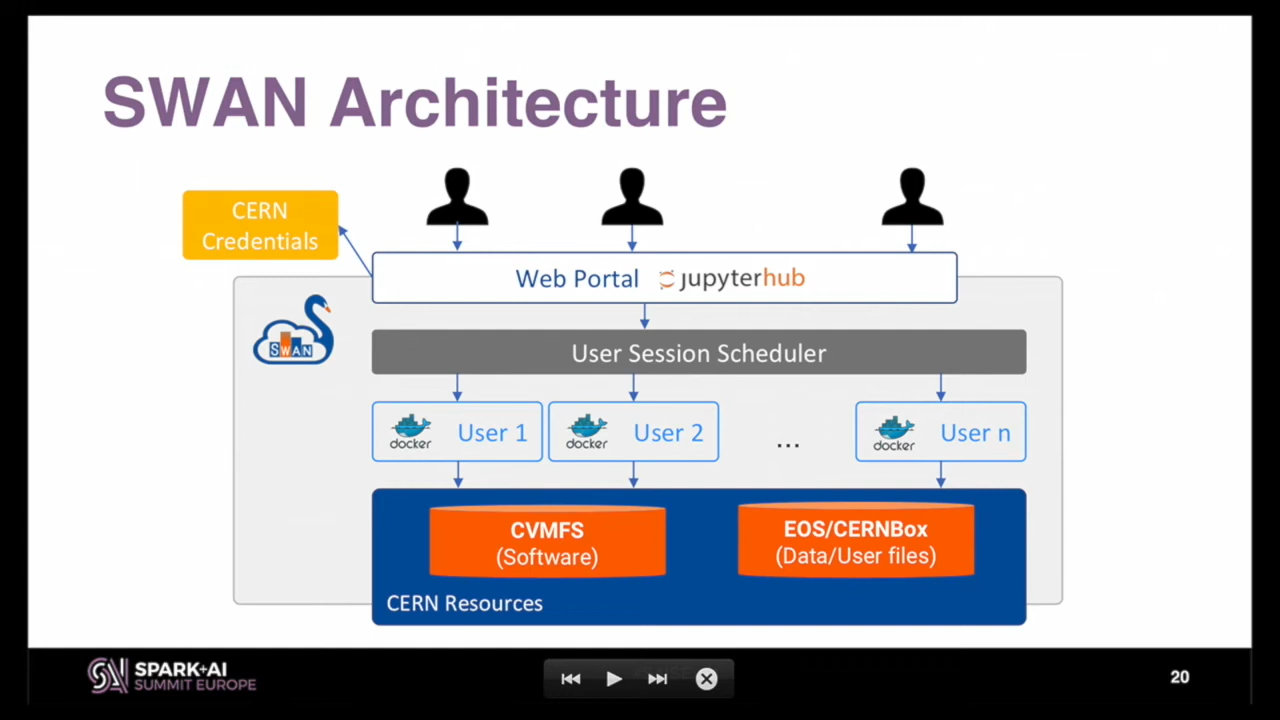 SWAN Architecture
CERN
Credentials
Web Portal jupyterhub
SWAN
User Session Scheduler
docker User 1
docker User 2
...
docker User n
CVMFS
(Software)
EOS/CERNBox
(Data/User files)
CERN Resources
SPARK+AI
SUMMIT EUROPE
20